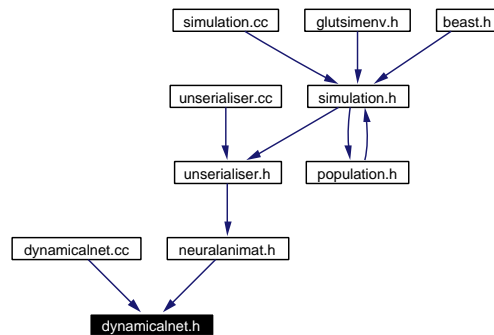 simulation.cc
glutsimenv.h
beast.h
unserialiser.cc
simulation.h
unserialiser.h
population.h
dynamicalnet.cc
neuralanimat.h
dynamicalnet.h